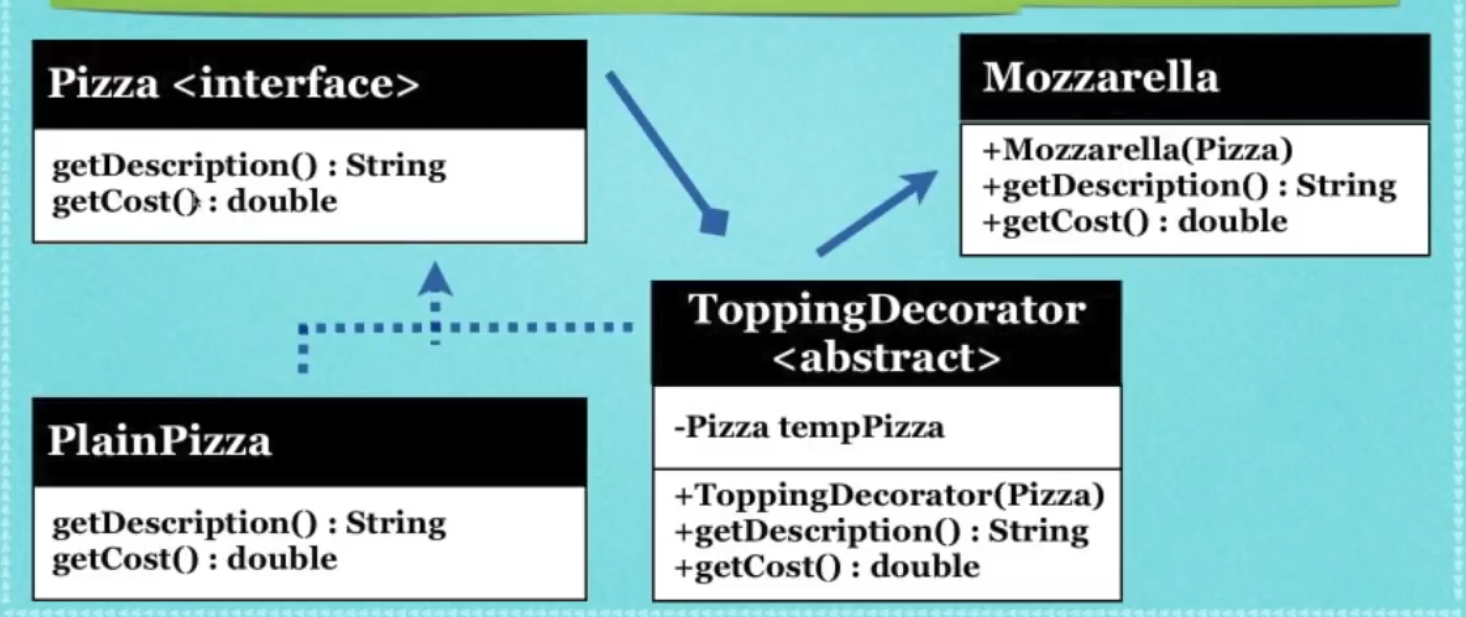 Pizza <interface>
getDescription() : String
getCost() : double
Mozzarella
+Mozzarella(Pizza)
+getDescription() : String
+getCost() : double
ToppingDecorator
<abstract>
-Pizza tempPizza
+ToppingDecorator(Pizza)
+getDescription() : String
+getCost() : double
PlainPizza
getDescription() : String
getCost() : double